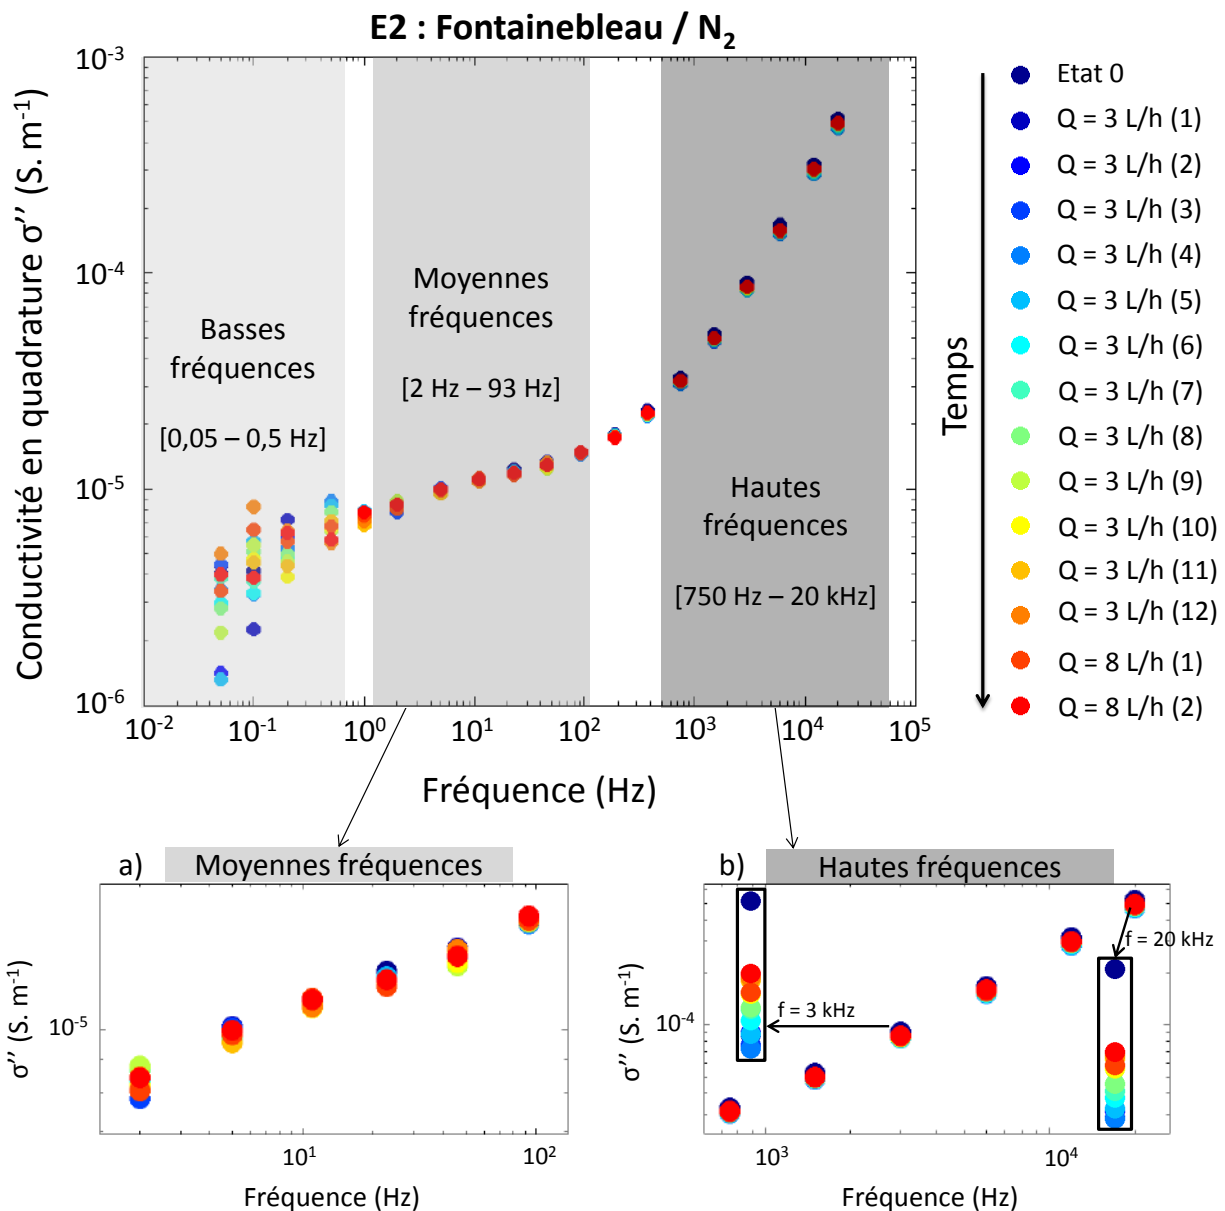 E2 : Fontainebleau / N2
Conductivité en quadrature σ’’ (S. m-1)
10-3
10-4
10-5
10-6
Basses
fréquences
[0,05 – 0,5 Hz]
Moyennes
fréquences
[2 Hz – 93 Hz]
Hautes
fréquences
[750 Hz – 20 kHz]
10-2
10-1
100
101
102
103
104
105
Fréquence (Hz)
Temps
Etat 0
Q = 3 L/h (1)
Q = 3 L/h (2)
Q = 3 L/h (3)
Q = 3 L/h (4)
Q = 3 L/h (5)
Q = 3 L/h (6)
Q = 3 L/h (7)
Q = 3 L/h (8)
Q = 3 L/h (9)
Q = 3 L/h (10)
Q = 3 L/h (11)
Q = 3 L/h (12)
Q = 8 L/h (1)
Q = 8 L/h (2)
a)
Moyennes fréquences
σ’’ (S. m-1)
10-5
101
102
Fréquence (Hz)
b)
Hautes fréquences
σ’’ (S. m-1)
10-4
f = 3 kHz
f = 20 kHz
103
104
Fréquence (Hz)